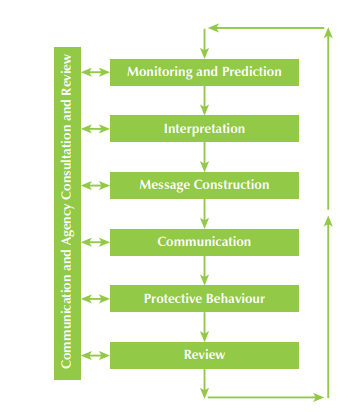 Communication and Agency Consultation and Review
Monitoring and Prediction
Interpretation
Message Construction
Communication
Protective Behaviour
Review